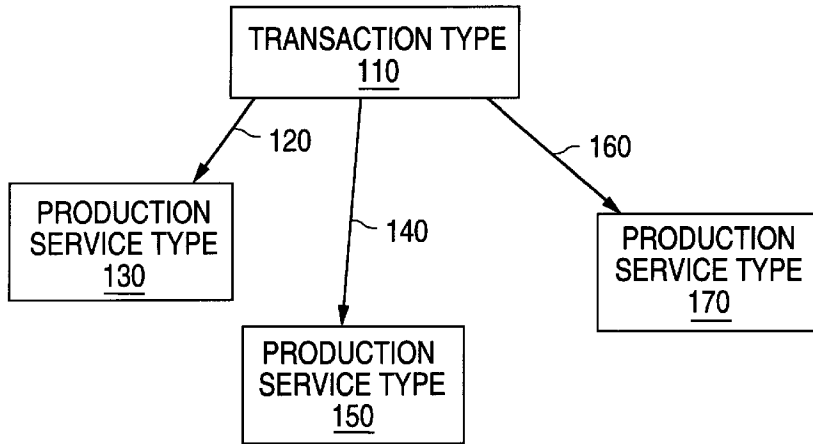 TRANSACTION TYPE
110
120
160
PRODUCTION
SERVICE TYPE
130
140
PRODUCTION
SERVICE TYPE
170
PRODUCTION
SERVICE TYPE
150